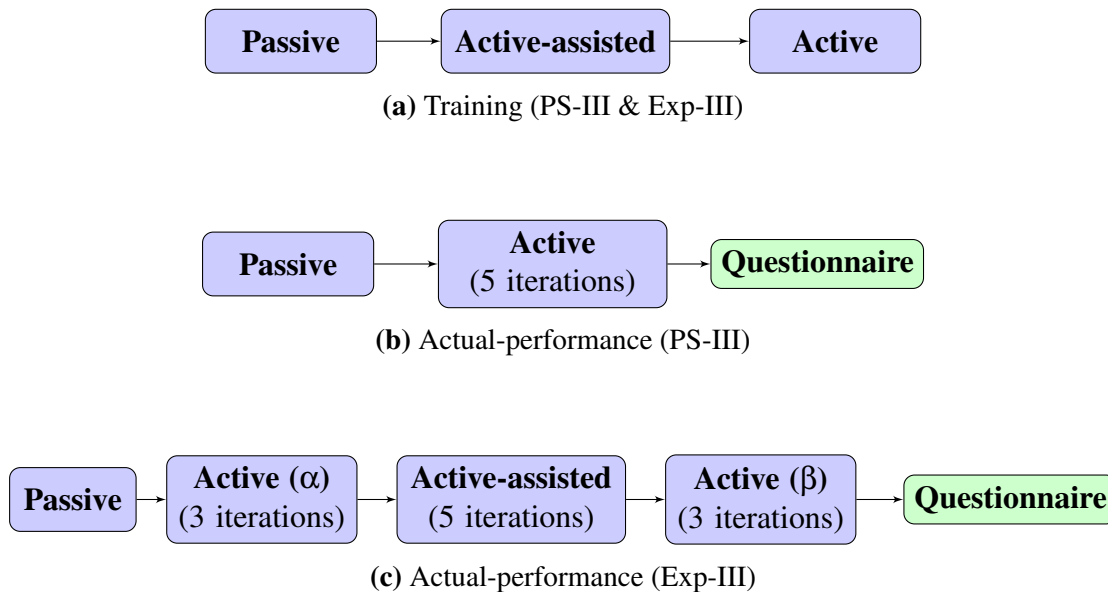 Passive Active-assisted Active
(a) Training (PS-III & Exp-III)
Passive Active Questionnaire
(5 iterations)
(b) Actual-performance (PS-III)
Passive Active (α) Active-assisted Active (β) Questionnaire
(3 iterations) (5 iterations) (3 iterations)
(c) Actual-performance (Exp-III)